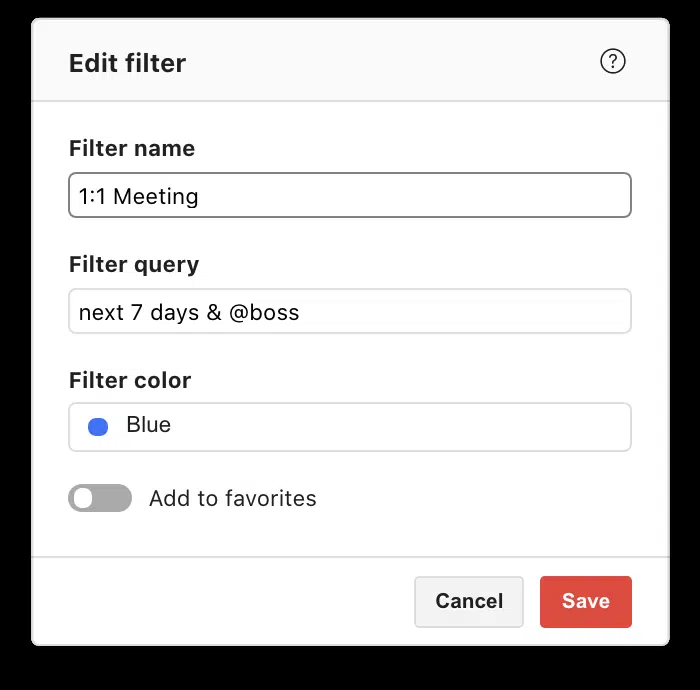 Edit filter
?
Filter name
1:1 Meeting
Filter query
next 7 days & @boss
Filter color
Blue
Add to favorites
Cancel
Save